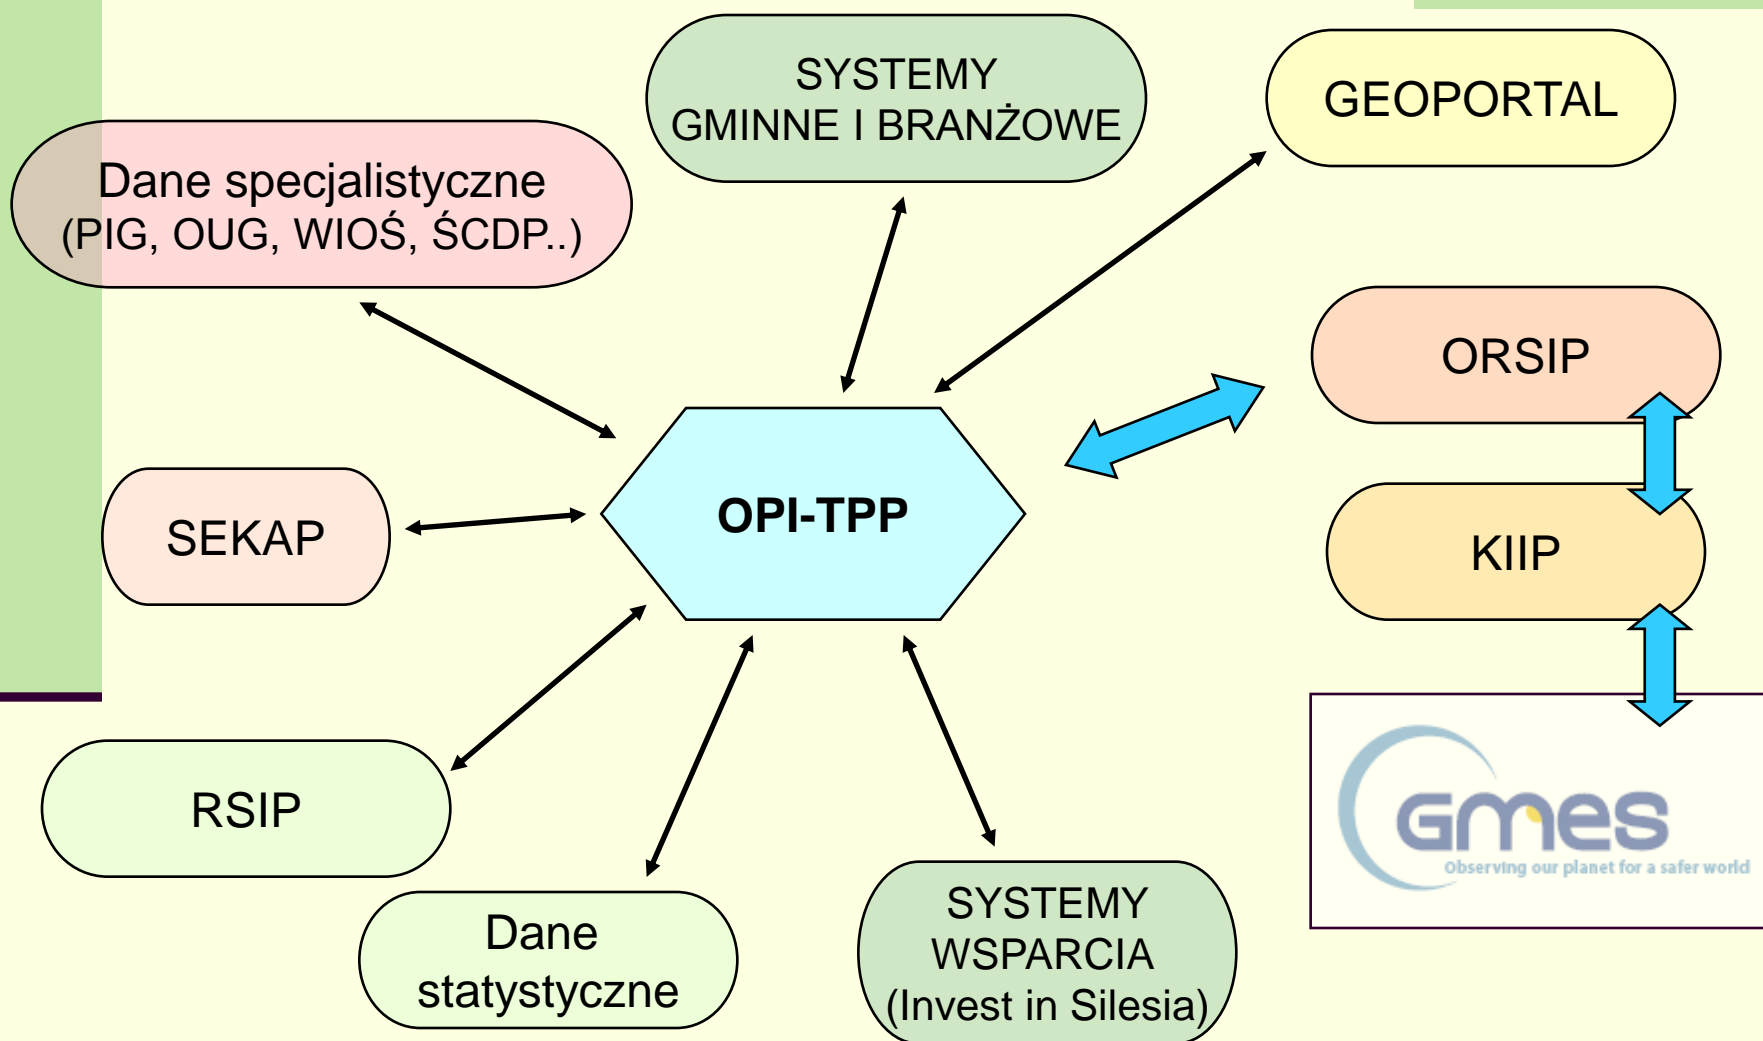 SYSTEMY
GMINNE I BRANŻOWE
GEOPORTAL
Dane specjalistyczne
(PIG, OUG, WIOŚ, ŚCDP..)
ORSIP
OPI-TPP
SEKAP
KIIP
RSIP
GMES
Observing our planet for a safer world
Dane
statystyczne
SYSTEMY
WSPARCIA
(Invest in Silesia)